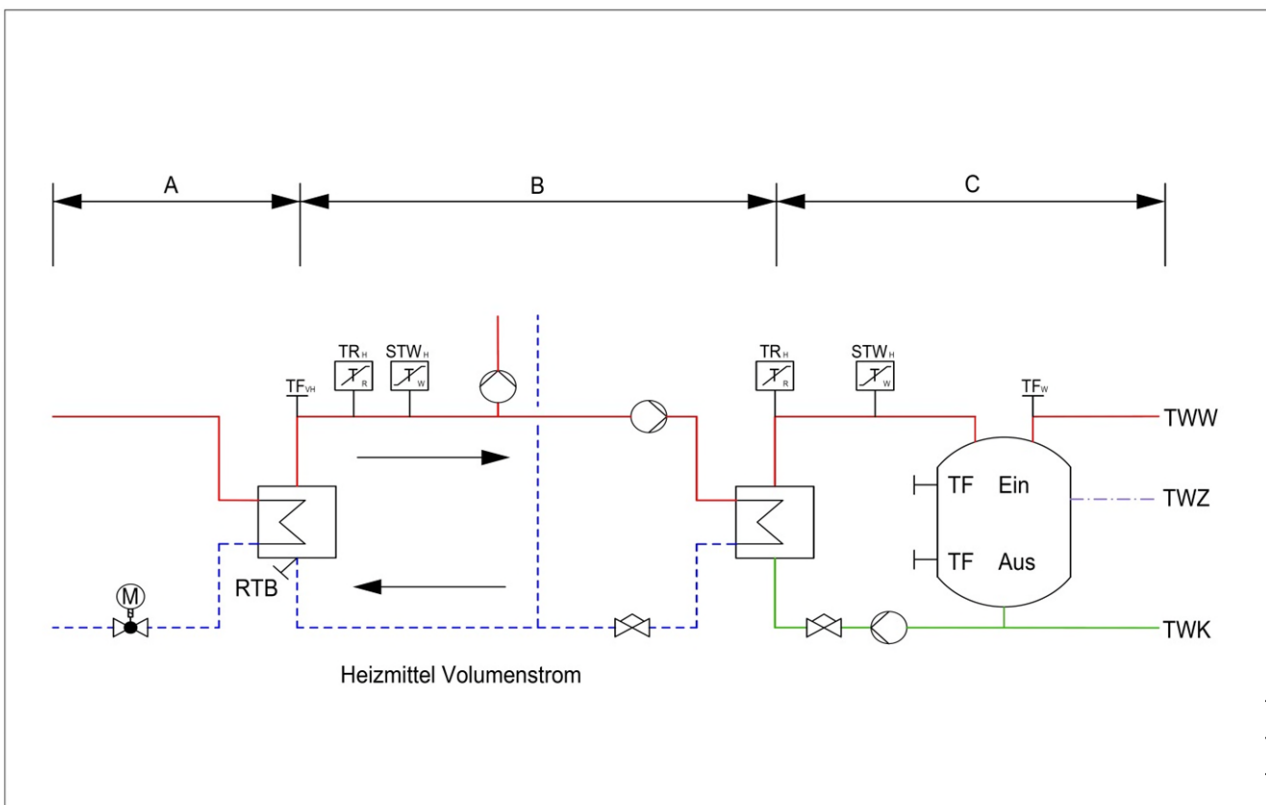 A
B
C
TR H
STW H
TF VH
T R
T W
TR H
STW H
TF W
T R
T W
TWW
TF Ein
TWZ
TF Aus
RTB
M
TWK
Heizmittel Volumenstrom